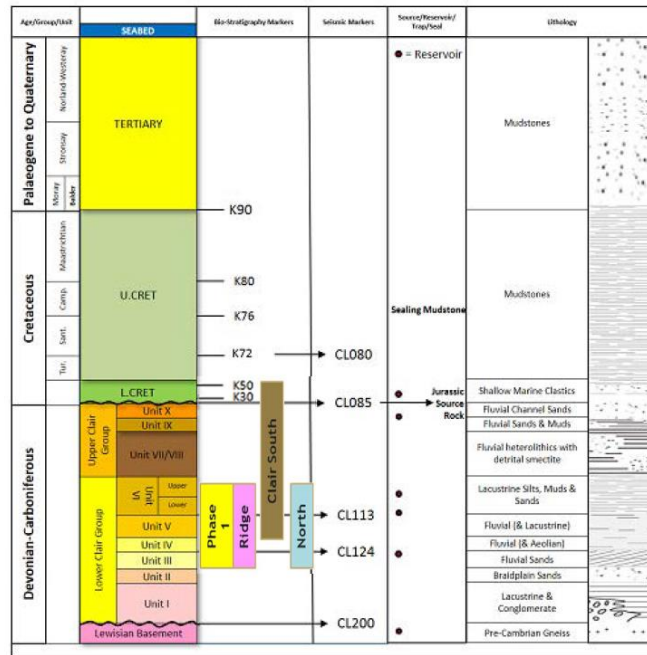 Age/Group/Unit
Bio-Stratigraphy Markers
Seismic Markers
Source/Reservoir/
Trap/Seal
Lithology
SEABED
= Reservoir
Palaeogene to Quaternary
Norland-Westeray
Stronsay
Moray
Balder
TERTIARY
Mudstones
K90
Cretaceous
Maastrichtian
Camp.
Sant.
Tur.
U.CRET
K80
K76
K72
CL080
Sealing Mudstone
Mudstones
L.CRET
K50
K30
CL085
Jurassic
Source
Rock
Shallow Marine Clastics
Devonian-Carboniferous
Upper Clair
Group
Unit X
Unit IX
Unit VII/VIII
Fluvial Channel Sands
Fluvial Sands & Muds
Fluvial heterolithics with
detrital smectite
Clair South
Lower Clair Group
Unit
VI
Upper
Lower
Unit V
Unit IV
Unit III
Unit II
Unit I
Phase
1
Ridge
North
CL113
CL124
CL200
Lacustrine Silts, Muds &
Sands
Fluvial (& Lacustrine)
Fluvial (& Aeolian)
Fluvial Sands
Braidplain Sands
Lacustrine &
Conglomerate
Lewisian Basement
Pre-Cambrian Gneiss